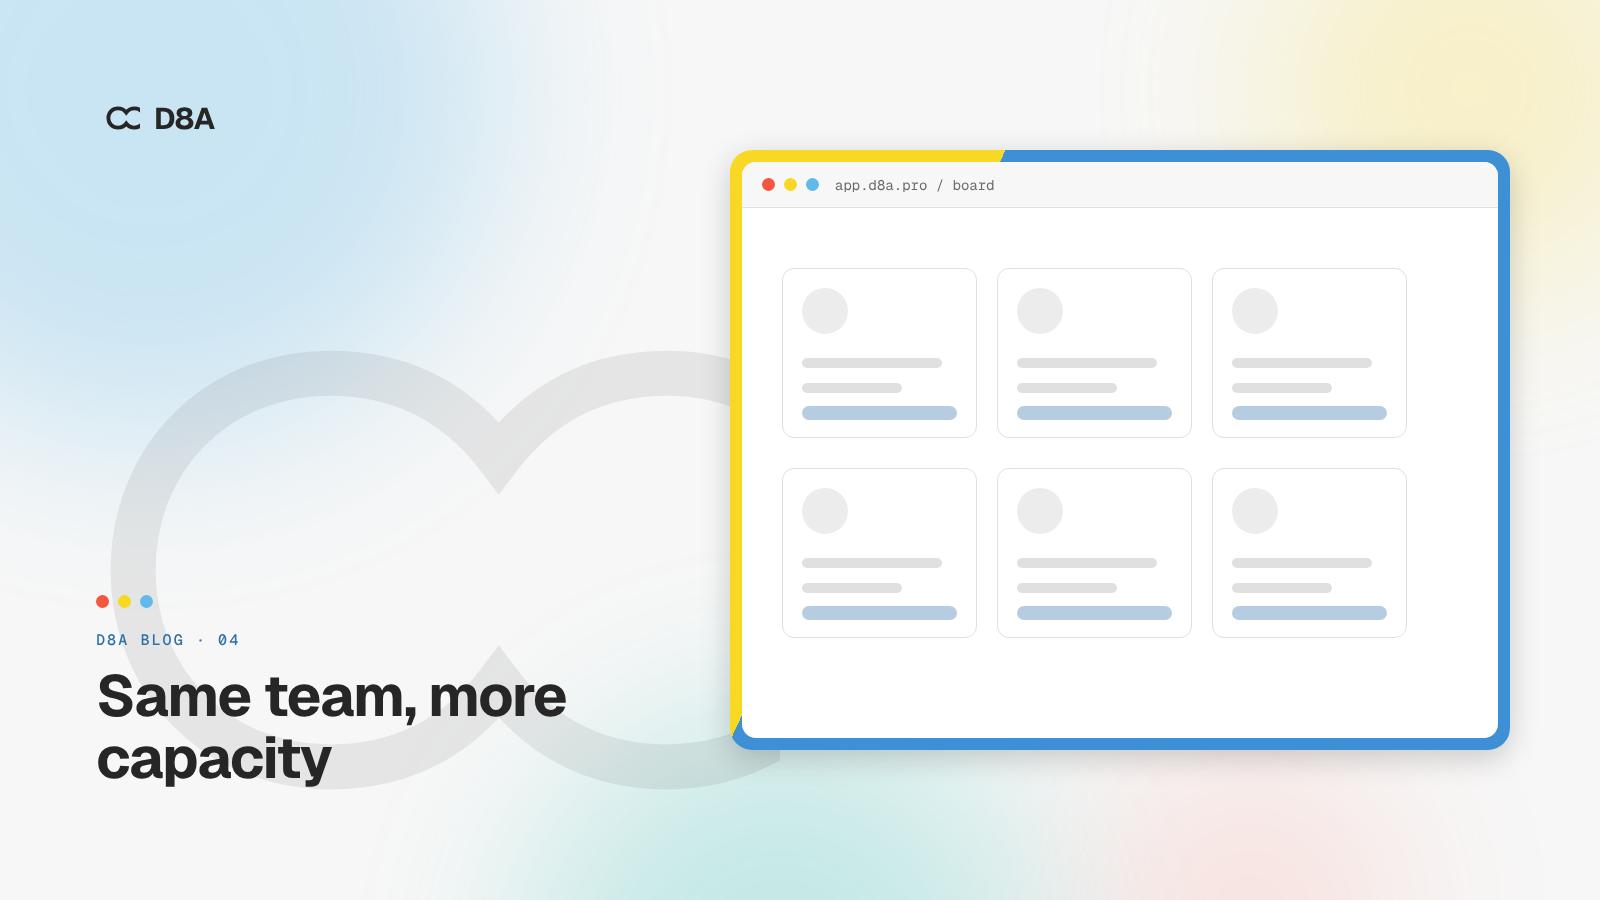 D8A
app.d8a.pro / board
D8A BLOG · 04
Same team, more
capacity